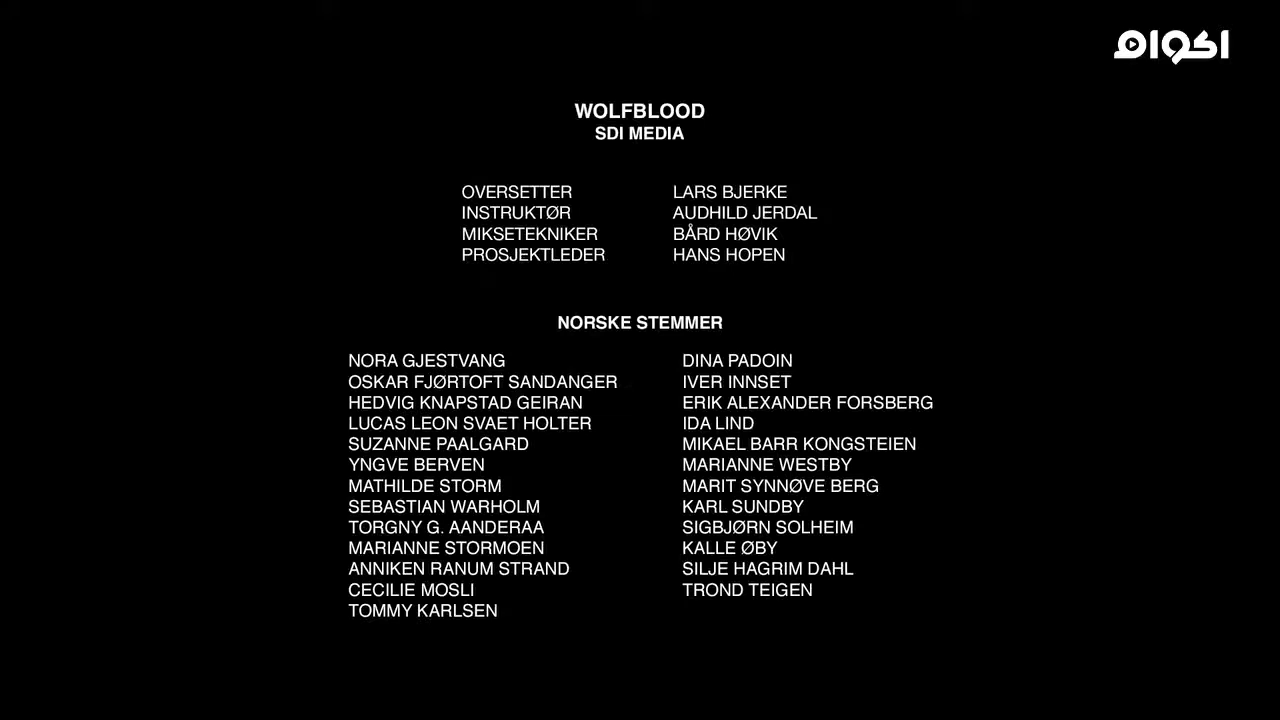 اكوام
WOLFBLOOD
SDI MEDIA
OVERSETTER LARS BJERKE
INSTRUKTØR AUDHILD JERDAL
MIKSETEKNIKER BÅRD HØVIK
PROSJEKTLEDER HANS HOPEN
NORSKE STEMMER
NORA GJESTVANG DINA PADOIN
OSKAR FJØRTOFT SANDANGER IVER INNSET
HEDVIG KNAPSTAD GEIRAN ERIK ALEXANDER FORSBERG
LUCAS LEON SVAET HOLTER IDA LIND
SUZANNE PAALGARD MIKAEL BARR KONGSTEIEN
YNGVE BERVEN MARIANNE WESTBY
MATHILDE STORM MARIT SYNNØVE BERG
SEBASTIAN WARHOLM KARL SUNDBY
TORGNY G. AANDERAA SIGBJØRN SOLHEIM
MARIANNE STORMOEN KALLE ØBY
ANNIKEN RANUM STRAND SILJE HAGRIM DAHL
CECILIE MOSLI TROND TEIGEN
TOMMY KARLSEN